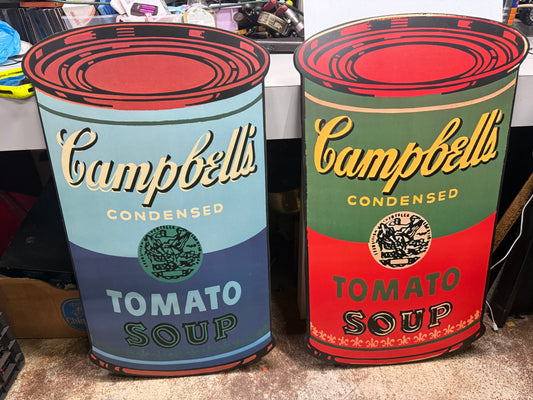 Campbell's
CONDENSED
TOMATO
SOUP
Campbell's
CONDENSED
TOMATO
SOUP